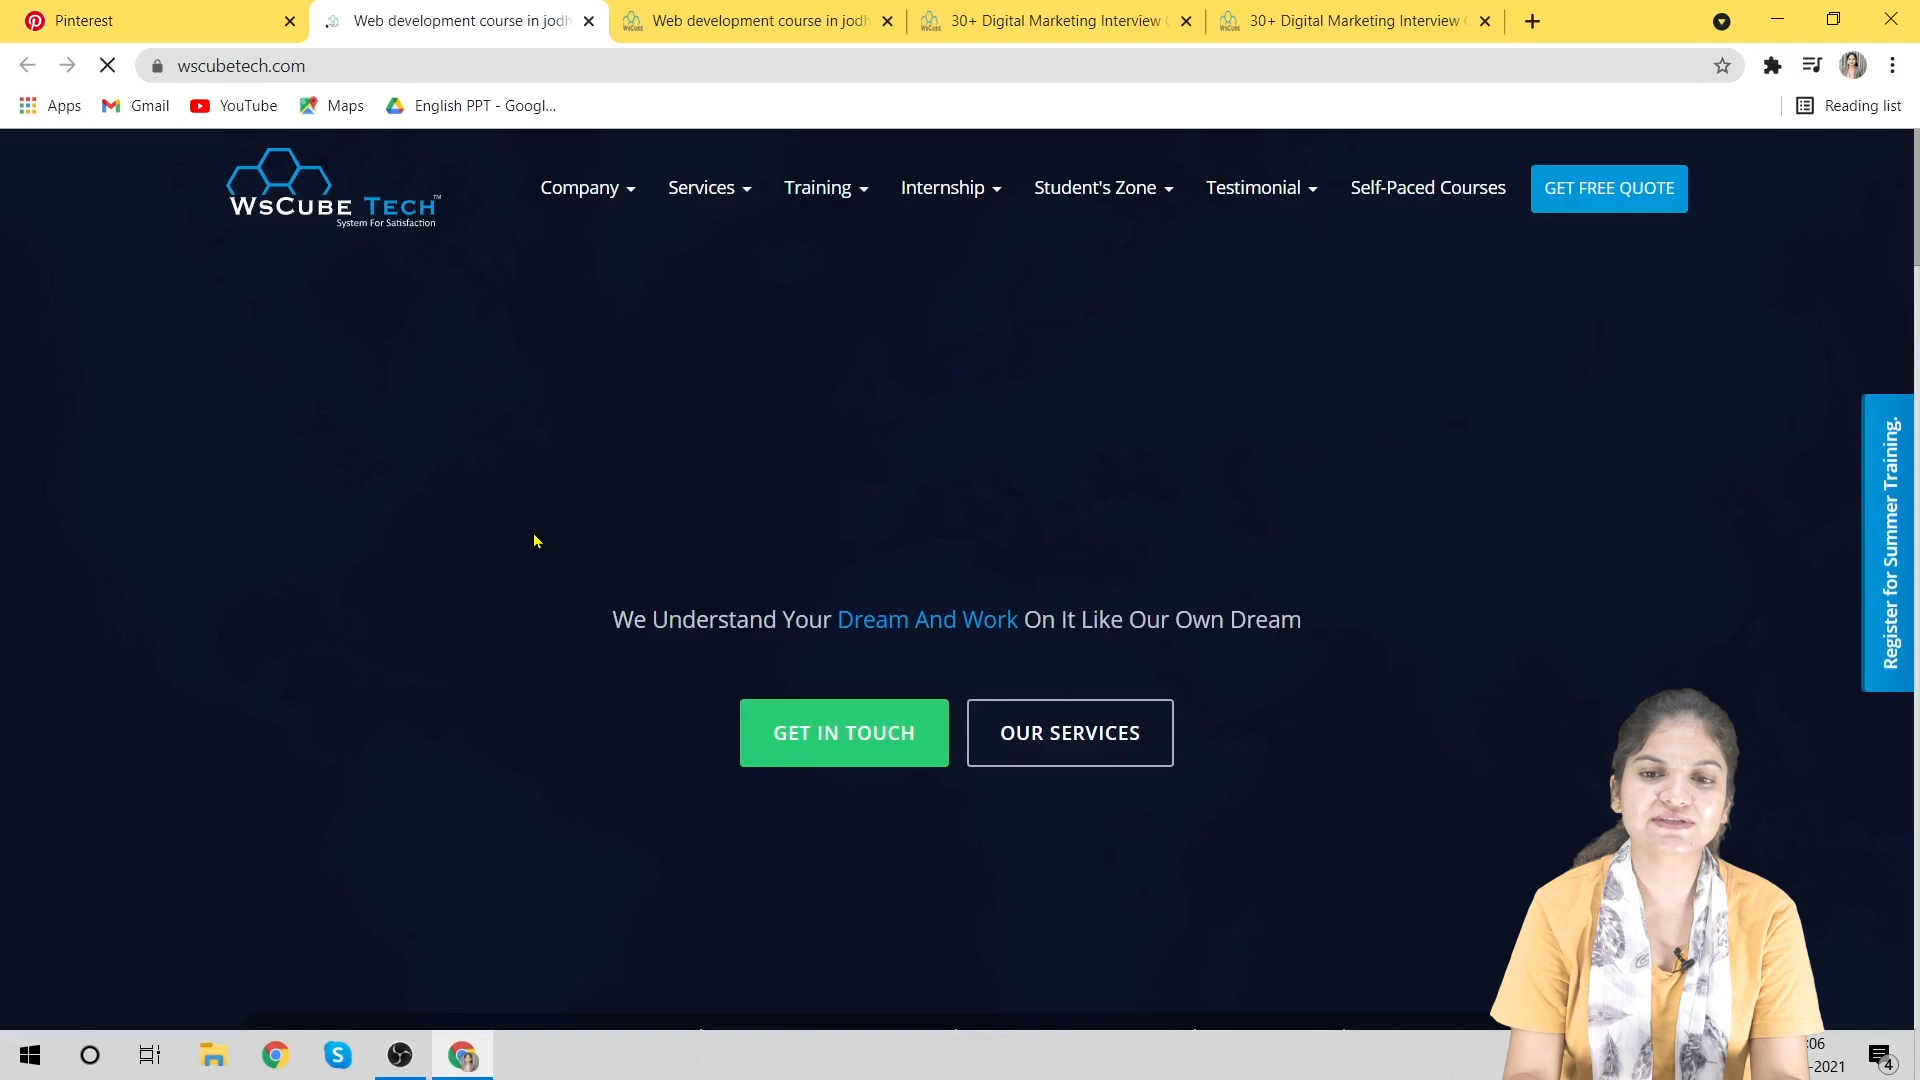 Pinterest
Web development course in jodh
Web development course in jodh
30+ Digital Marketing Interview
30+ Digital Marketing Interview
wscubetech.com
Apps
Gmail
YouTube
Maps
English PPT - Googl...
Reading list
WsCube Tech™
System For Satisfaction
Company
Services
Training
Internship
Student's Zone
Testimonial
Self-Paced Courses
GET FREE QUOTE
Register for Summer Training.
We Understand Your Dream And Work On It Like Our Own Dream
GET IN TOUCH
OUR SERVICES
:06
-2021
4